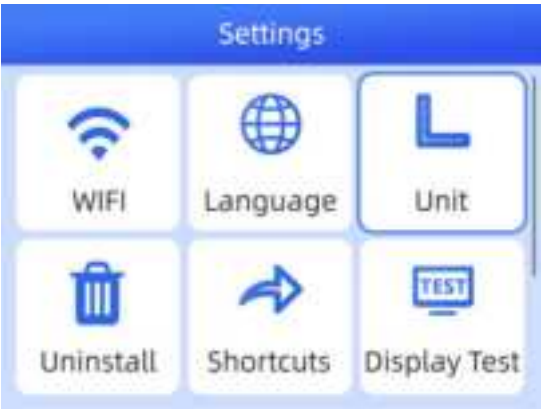 Settings
WIFI
Language
Unit
Uninstall
Shortcuts
TEST
Display Test